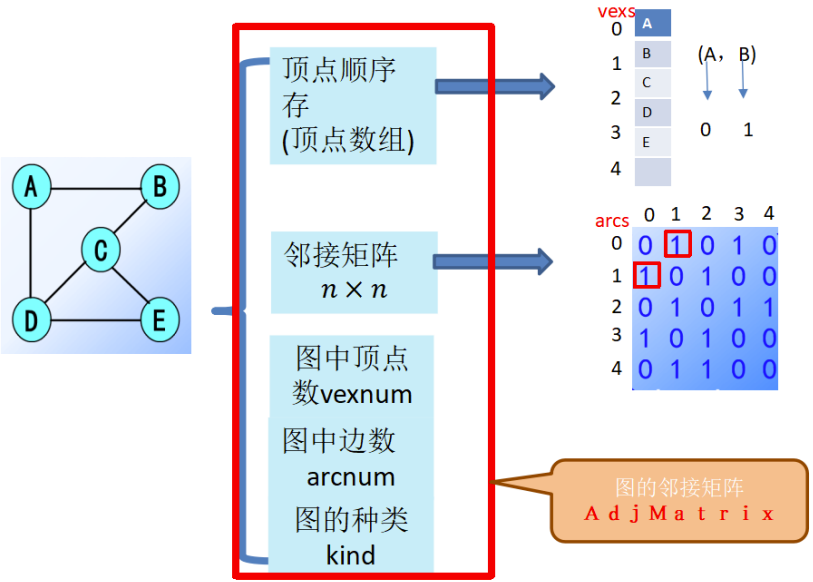 A
B
C
D
E
顶点顺序
存
(顶点数组)
邻接矩阵
n × n
图中顶点
数vexnum
图中边数
arcnum
图的种类
kind
vexs
0 A
1 B
2 C
3 D
4 E
(A, B)
0 1
arcs 0 1 2 3 4
0 0 1 0 1 0
1 1 0 1 0 0
2 0 1 0 1 1
3 1 0 1 0 0
4 0 1 1 0 0
图的邻接矩阵
AdjMatrix